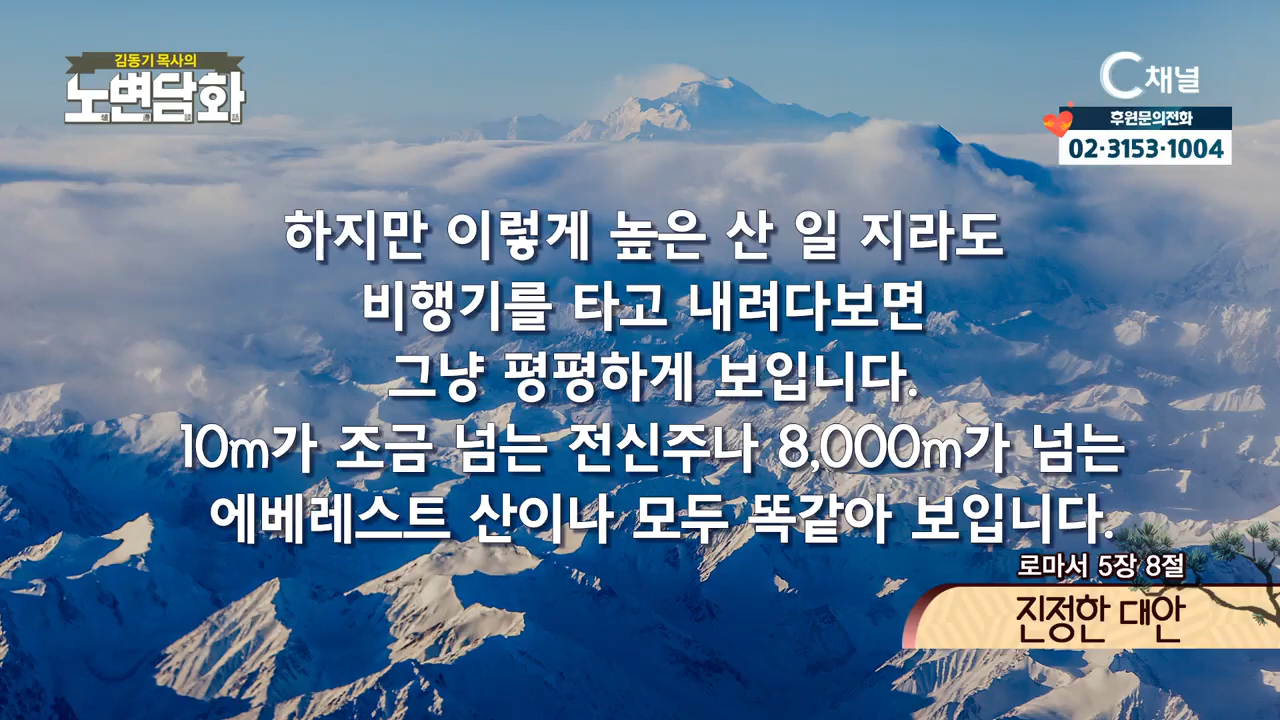 김동기 목사의
노변담화
C채널
후원문의전화
02·3153·1004
하지만 이렇게 높은 산 일 지라도
비행기를 타고 내려다보면
그냥 평평하게 보입니다.
10m가 조금 넘는 전신주나 8,000m가 넘는
에베레스트 산이나 모두 똑같아 보입니다.
로마서 5장 8절
진정한 대안